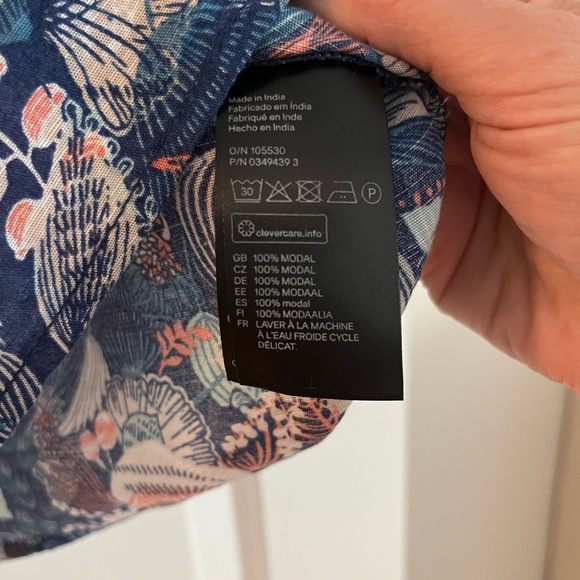 Made in India
Fabricado em Índia
Fabriqué en Inde
Hecho en India
O/N 105530
P/N 0349439 3
30 P
clevercare.info
GB 100% MODAL
CZ 100% MODAL
DE 100% MODAL
EE 100% MODAAL
ES 100% modal
FI 100% MODAALIA
FR LAVER À LA MACHINE
À L'EAU FROIDE CYCLE
DÉLICAT.